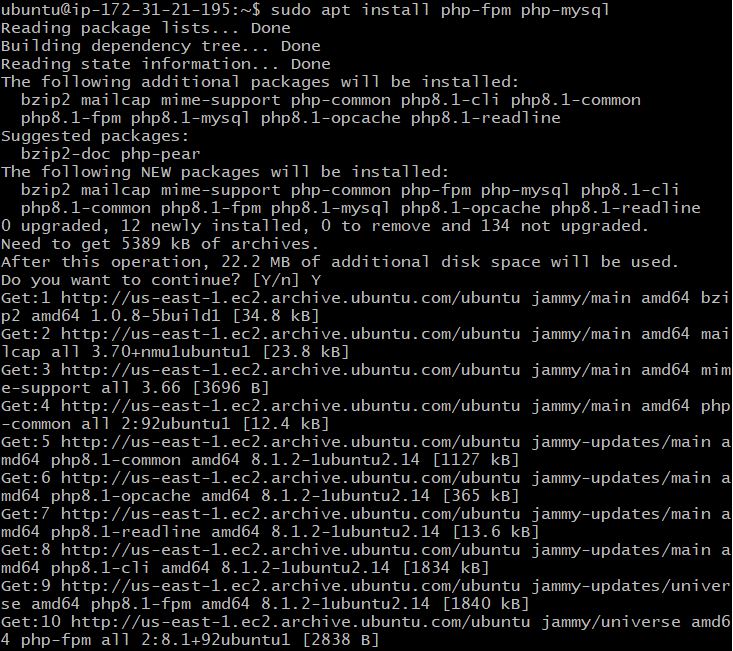 ubuntu@ip-172-31-21-195:~$ sudo apt install php-fpm php-mysql
Reading package lists... Done
Building dependency tree... Done
Reading state information... Done
The following additional packages will be installed:
  bzip2 mailcap mime-support php-common php8.1-cli php8.1-common
  php8.1-fpm php8.1-mysql php8.1-opcache php8.1-readline
Suggested packages:
  bzip2-doc php-pear
The following NEW packages will be installed:
  bzip2 mailcap mime-support php-common php-fpm php-mysql php8.1-cli
  php8.1-common php8.1-fpm php8.1-mysql php8.1-opcache php8.1-readline
0 upgraded, 12 newly installed, 0 to remove and 134 not upgraded.
Need to get 5389 kB of archives.
After this operation, 22.2 MB of additional disk space will be used.
Do you want to continue? [Y/n] Y
Get:1 http://us-east-1.ec2.archive.ubuntu.com/ubuntu jammy/main amd64 bzi
p2 amd64 1.0.8-5build1 [34.8 kB]
Get:2 http://us-east-1.ec2.archive.ubuntu.com/ubuntu jammy/main amd64 mai
lcap all 3.70+nmu1ubuntu1 [23.8 kB]
Get:3 http://us-east-1.ec2.archive.ubuntu.com/ubuntu jammy/main amd64 mim
e-support all 3.66 [3696 B]
Get:4 http://us-east-1.ec2.archive.ubuntu.com/ubuntu jammy/main amd64 php
-common all 2:92ubuntu1 [12.4 kB]
Get:5 http://us-east-1.ec2.archive.ubuntu.com/ubuntu jammy-updates/main a
md64 php8.1-common amd64 8.1.2-1ubuntu2.14 [1127 kB]
Get:6 http://us-east-1.ec2.archive.ubuntu.com/ubuntu jammy-updates/main a
md64 php8.1-opcache amd64 8.1.2-1ubuntu2.14 [365 kB]
Get:7 http://us-east-1.ec2.archive.ubuntu.com/ubuntu jammy-updates/main a
md64 php8.1-readline amd64 8.1.2-1ubuntu2.14 [13.6 kB]
Get:8 http://us-east-1.ec2.archive.ubuntu.com/ubuntu jammy-updates/main a
md64 php8.1-cli amd64 8.1.2-1ubuntu2.14 [1834 kB]
Get:9 http://us-east-1.ec2.archive.ubuntu.com/ubuntu jammy-updates/univer
se amd64 php8.1-fpm amd64 8.1.2-1ubuntu2.14 [1840 kB]
Get:10 http://us-east-1.ec2.archive.ubuntu.com/ubuntu jammy/universe amd6
4 php-fpm all 2:8.1+92ubuntu1 [2838 B]